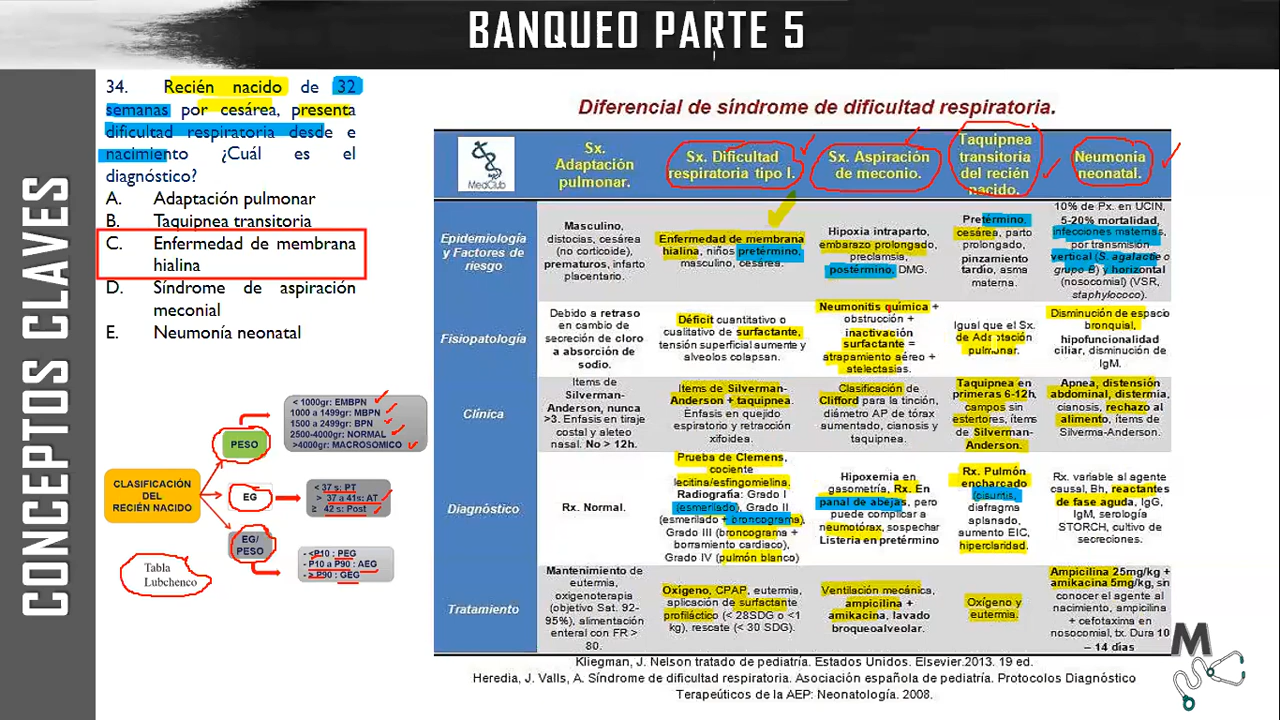 BANQUEO PARTE 5
CONCEPTOS CLAVES
34. Recién nacido de 32
semanas por cesárea, presenta
dificultad respiratoria desde e
nacimiento ¿Cuál es el
diagnóstico?
A. Adaptación pulmonar
B. Taquipnea transitoria
C. Enfermedad de membrana
hialina
D. Síndrome de aspiración
meconial
E. Neumonía neonatal
CLASIFICACIÓN
DEL
RECIÉN NACIDO
PESO
< 1000gr: EMBPN
1000 a 1499gr: MBPN
1500 a 2499gr: BPN
2500-4000gr: NORMAL
>4000gr: MACROSOMICO
EG
< 37 s: PT
> 37 a 41s: AT
≥ 42 s: Post
EG/
PESO
- <P10 : PEG
- P10 a P90 : AEG
- ≥ P90 : GEG
Tabla
Lubchenco
Diferencial de síndrome de dificultad respiratoria.
MedClub
Sx.
Adaptación
pulmonar.
Sx. Dificultad
respiratoria tipo I.
Sx. Aspiración
de meconio.
Taquipnea
transitoria
del recién
nacido.
Neumonía
neonatal.
Epidemiología
y Factores de
riesgo
Masculino,
distocias, cesárea
(no corticoide),
prematuros, infarto
placentario.
Enfermedad de membrana
hialina, niños pretérmino,
masculino, cesárea.
Hipoxia intraparto,
embarazo prolongado,
preclamsia,
postérmino, DMG.
Pretérmino,
cesárea, parto
prolongado,
pinzamiento
tardío, asma
materna.
10% de Px. en UCIN,
5-20% mortalidad,
infecciones maternas,
por transmisión
vertical (S. agalactie o
grupo B) y horizontal
(nosocomial) (VSR,
staphylococo).
Fisiopatología
Debido a retraso
en cambio de
secreción de cloro
a absorción de
sodio.
Déficit cuantitativo o
cualitativo de surfactante,
tensión superficial aumente y
alveolos colapsan.
Neumonitis química +
obstrucción +
inactivación
surfactante =
atrapamiento aéreo +
atelectasias.
Igual que el Sx.
de Adaptación
pulmonar.
Disminución de espacio
bronquial,
hipofuncionalidad
ciliar, disminución de
IgM.
Clínica
Items de
Silverman-
Anderson, nunca
>3. Enfasis en tiraje
costal y aleteo
nasal. No > 12h.
Items de Silverman-
Anderson + taquipnea.
Énfasis en quejido
espiratorio y retracción
xifoidea.
Clasificación de
Clifford para la tinción,
diámetro AP de tórax
aumentado, cianosis y
taquipnea.
Taquipnea en
primeras 6-12h,
campos sin
estertores, ítems
de Silverman-
Anderson.
Apnea, distensión
abdominal, distermia,
cianosis, rechazo al
alimento, ítems de
Silverma-Anderson.
Diagnóstico
Rx. Normal.
Prueba de Clemens,
cociente
lecitina/esfingomielina.
Radiografía: Grado I
(esmerilado), Grado II
(esmerilado + broncograma),
Grado III (broncograma +
borramiento cardiaco),
Grado IV (pulmón blanco)
Hipoxemia en
gasometría, Rx. En
panal de abejas, pero
puede complicar a
neumotórax, sospechar
Listeria en pretérmino
Rx. Pulmón
encharcado
(cisuritis,
diafragma
aplanado,
aumento EIC,
hiperclaridad.
Rx. variable al agente
causal, Bh, reactantes
de fase aguda, IgG,
IgM, serología
STORCH, cultivo de
secreciones.
Tratamiento
Mantenimiento de
eutermia,
oxigenoterapia
(objetivo Sat. 92-
95%), alimentación
enteral con FR >
80.
Oxígeno, CPAP, eutermia,
aplicación de surfactante
profiláctico (< 28SDG o <1
kg), rescate (< 30 SDG).
Ventilación mecánica,
ampicilina +
amikacina, lavado
broqueoalveolar.
Oxígeno y
eutermia.
Ampicilina 25mg/kg +
amikacina 5mg/kg, sin
conocer el agente al
nacimiento, ampicilina
+ cefotaxima en
nosocomial, tx. Dura 10
– 14 días
Kliegman, J. Nelson tratado de pediatría. Estados Unidos. Elsevier.2013. 19 ed.
Heredia, J. Valls, A. Síndrome de dificultad respiratoria. Asociación española de pediatría. Protocolos Diagnóstico
Terapéuticos de la AEP: Neonatología. 2008.
M